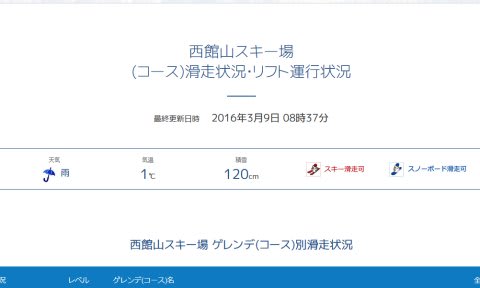 西館山スキー場
(コース)滑走状況・リフト運行状況
最終更新日時 2016年3月9日 08時37分
天気 気温 積雪
雨 1℃ 120cm スキー滑走可 スノーボード滑走可
西館山スキー場 ゲレンデ(コース)別滑走状況
況 レベル ゲレンデ(コース)名 全